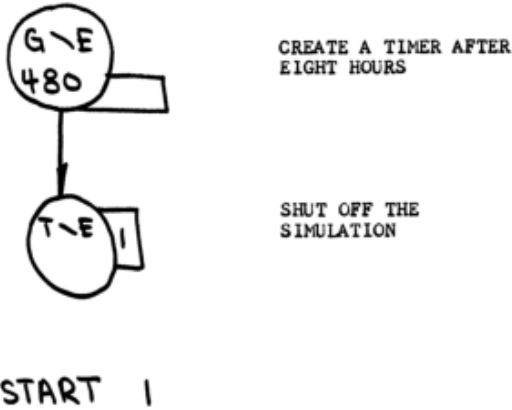 G\E
480
CREATE A TIMER AFTER
EIGHT HOURS
T\E 1
SHUT OFF THE
SIMULATION
START 1